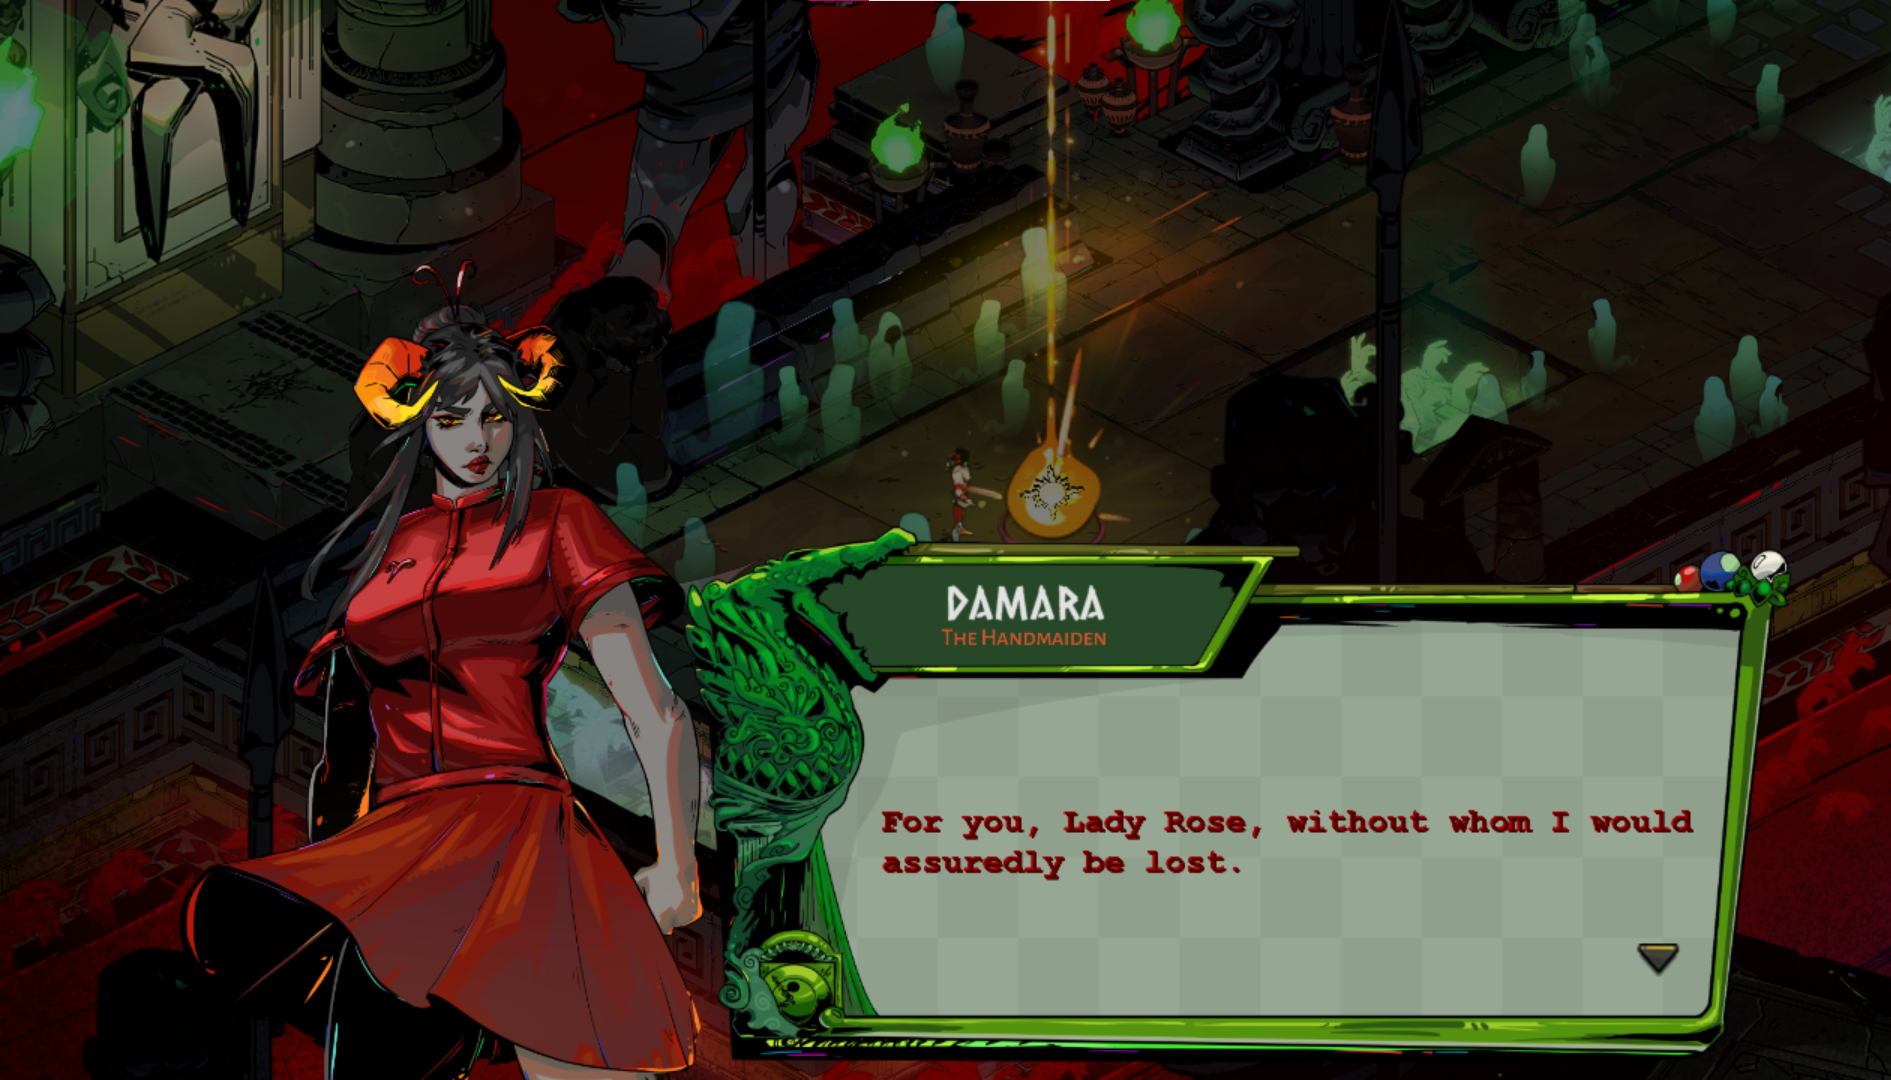 DAMARA
THE HANDMAIDEN
For you, Lady Rose, without whom I would
assuredly be lost.